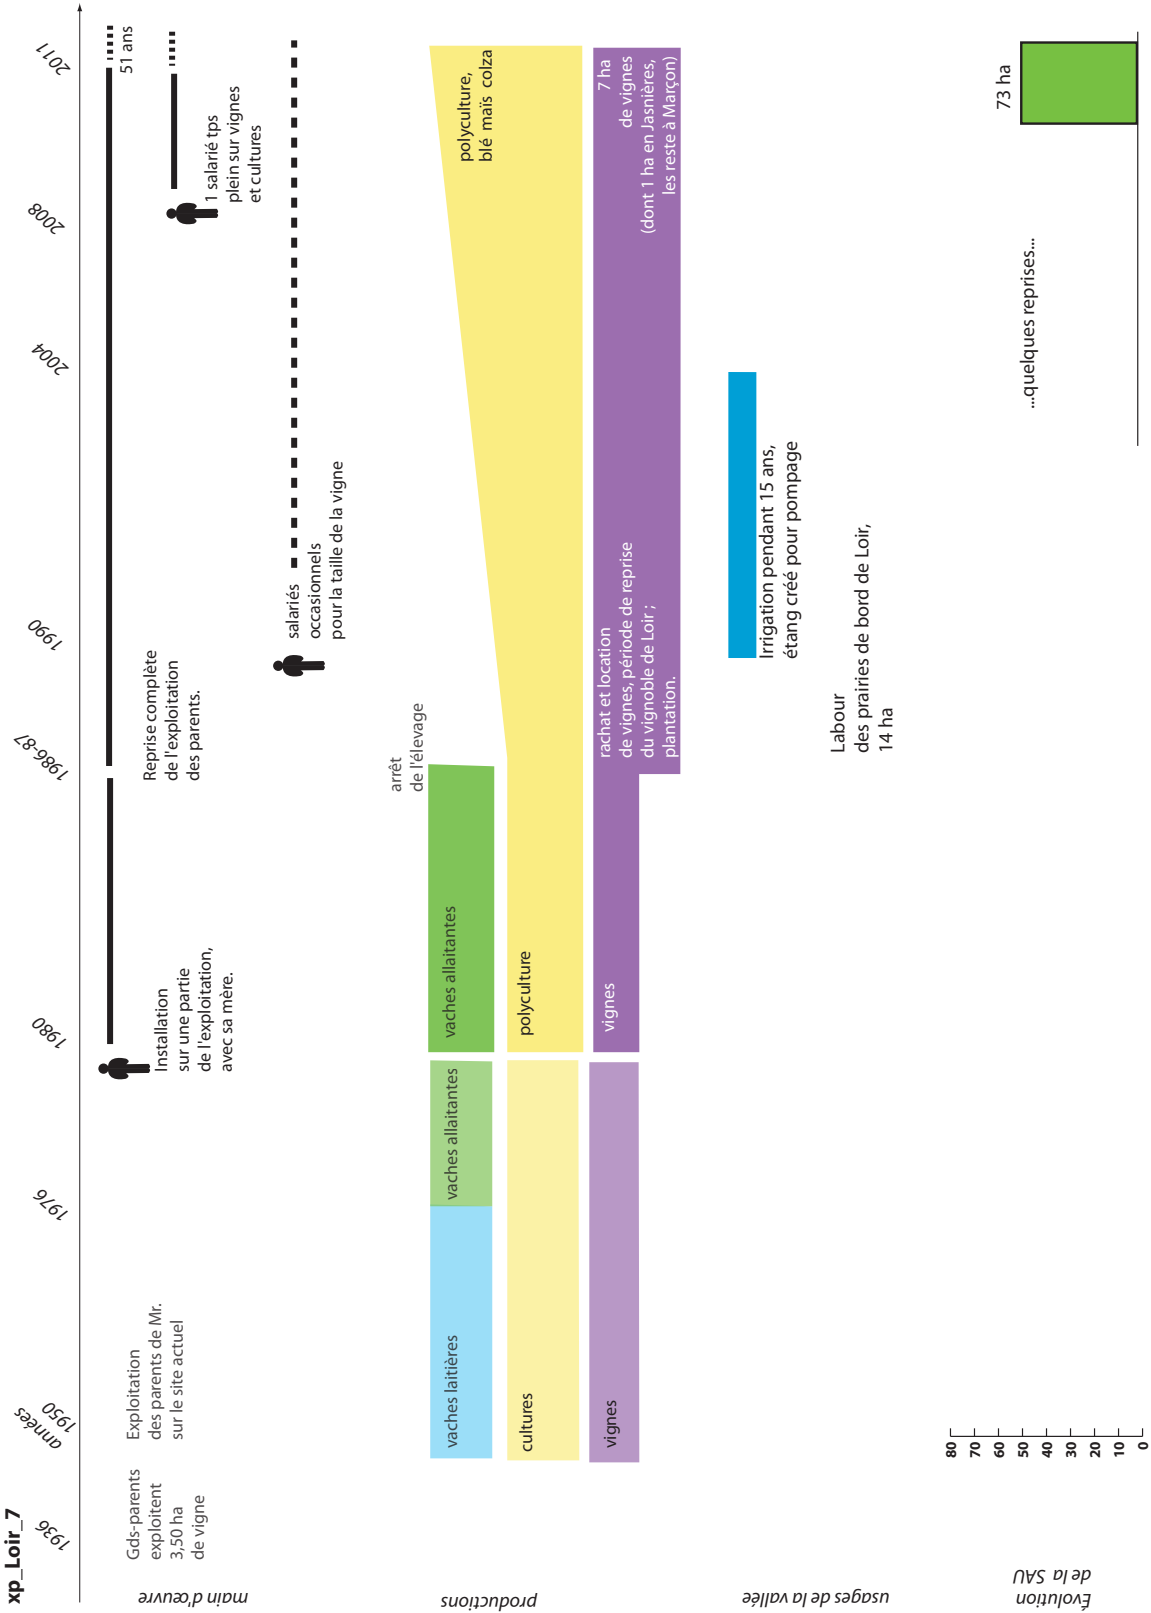 xp_Loir_7
1936
années
1950
1976
1980
1986-87
1990
2004
2008
2011
main d'œuvre
Gds-parents
exploitent
3,50 ha
de vigne
Exploitation
des parents de Mr.
sur le site actuel
Installation
sur une partie
de l'exploitation,
avec sa mère.
Reprise complète
de l'exploitation
des parents.
51 ans
1 salarié tps
plein sur vignes
et cultures
salariés
occasionnels
pour la taille de la vigne
productions
arrêt
de l'élevage
vaches laitières
vaches allaitantes
vaches allaitantes
cultures
polyculture
polyculture,
blé maïs colza
vignes
vignes
rachat et location
de vignes, période de reprise
du vignoble de Loir ;
plantation.
7 ha
de vignes
(dont 1 ha en Jasnières,
les reste à Marçon)
usages de la vallée
Irrigation pendant 15 ans,
étang créé pour pompage
Labour
des prairies de bord de Loir,
14 ha
Évolution
de la SAU
80
70
60
50
40
30
20
10
0
...quelques reprises...
73 ha